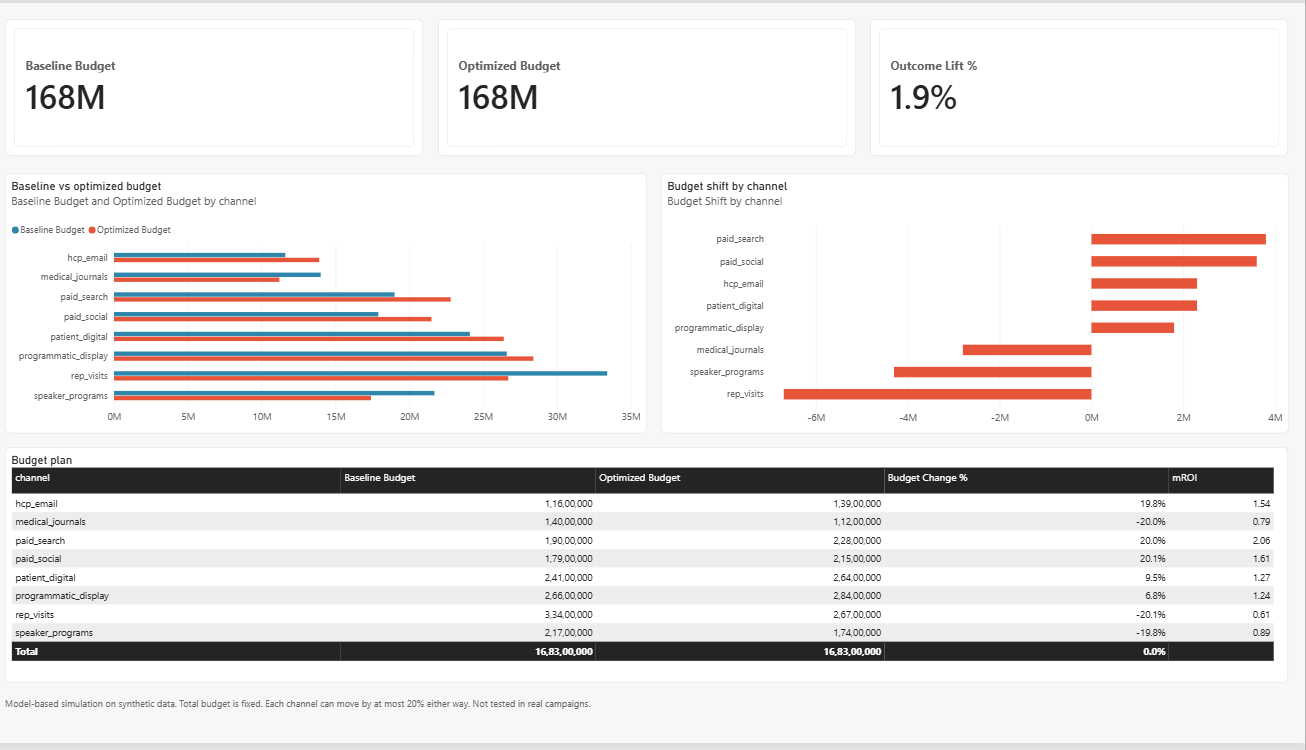 Baseline Budget
168M
Optimized Budget
168M
Outcome Lift %
1.9%
Baseline vs optimized budget
Baseline Budget and Optimized Budget by channel
Baseline Budget Optimized Budget
hcp_email
medical_journals
paid_search
paid_social
patient_digital
programmatic_display
rep_visits
speaker_programs
0M 5M 10M 15M 20M 25M 30M 35M
Budget shift by channel
Budget Shift by channel
paid_search
paid_social
hcp_email
patient_digital
programmatic_display
medical_journals
speaker_programs
rep_visits
-6M -4M -2M 0M 2M 4M
Budget plan
channel Baseline Budget Optimized Budget Budget Change % mROI
hcp_email 1,16,00,000 1,39,00,000 19.8% 1.54
medical_journals 1,40,00,000 1,12,00,000 -20.0% 0.79
paid_search 1,90,00,000 2,28,00,000 20.0% 2.06
paid_social 1,79,00,000 2,15,00,000 20.1% 1.61
patient_digital 2,41,00,000 2,64,00,000 9.5% 1.27
programmatic_display 2,66,00,000 2,84,00,000 6.8% 1.24
rep_visits 3,34,00,000 2,67,00,000 -20.1% 0.61
speaker_programs 2,17,00,000 1,74,00,000 -19.8% 0.89
Total 16,83,00,000 16,83,00,000 0.0%
Model-based simulation on synthetic data. Total budget is fixed. Each channel can move by at most 20% either way. Not tested in real campaigns.